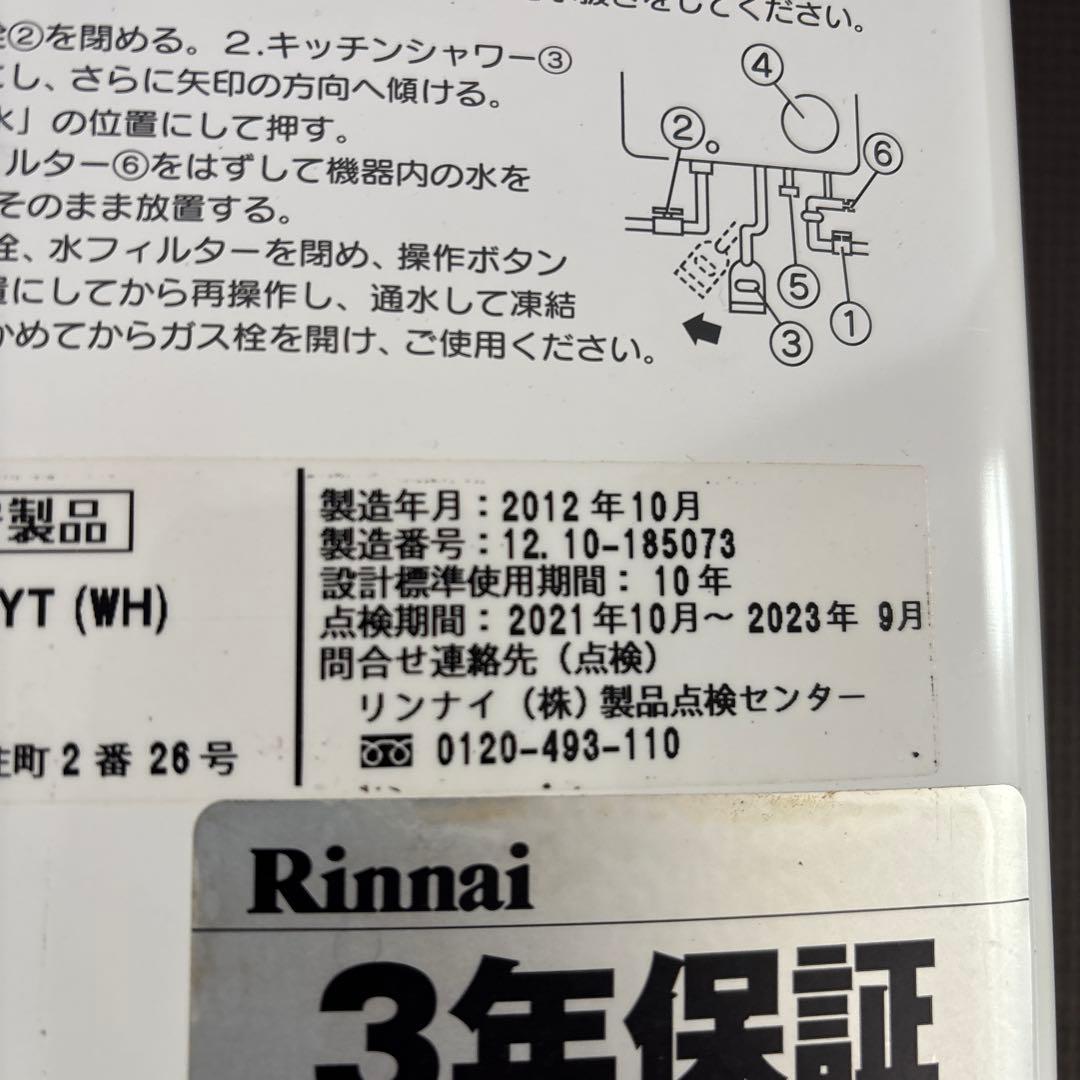 をしてください。
②を閉める。2.キッチンシャワー③
にし、さらに矢印の方向へ傾ける。
水」の位置にして押す。
ィルター⑥をはずして機器内の水を
そのまま放置する。
栓、水フィルターを閉め、操作ボタン
置にしてから再操作し、通水して凍結
かめてからガス栓を開け、ご使用ください。
④
②
⑥
⑤
①
③
製品
YT (WH)
町2番26号
製造年月：2012年10月
製造番号：12.10-185073
設計標準使用期間： 10年
点検期間：2021年10月～2023年 9月
問合せ連絡先（点検）
リンナイ（株）製品点検センター
0120-493-110
Rinnai
3年保証